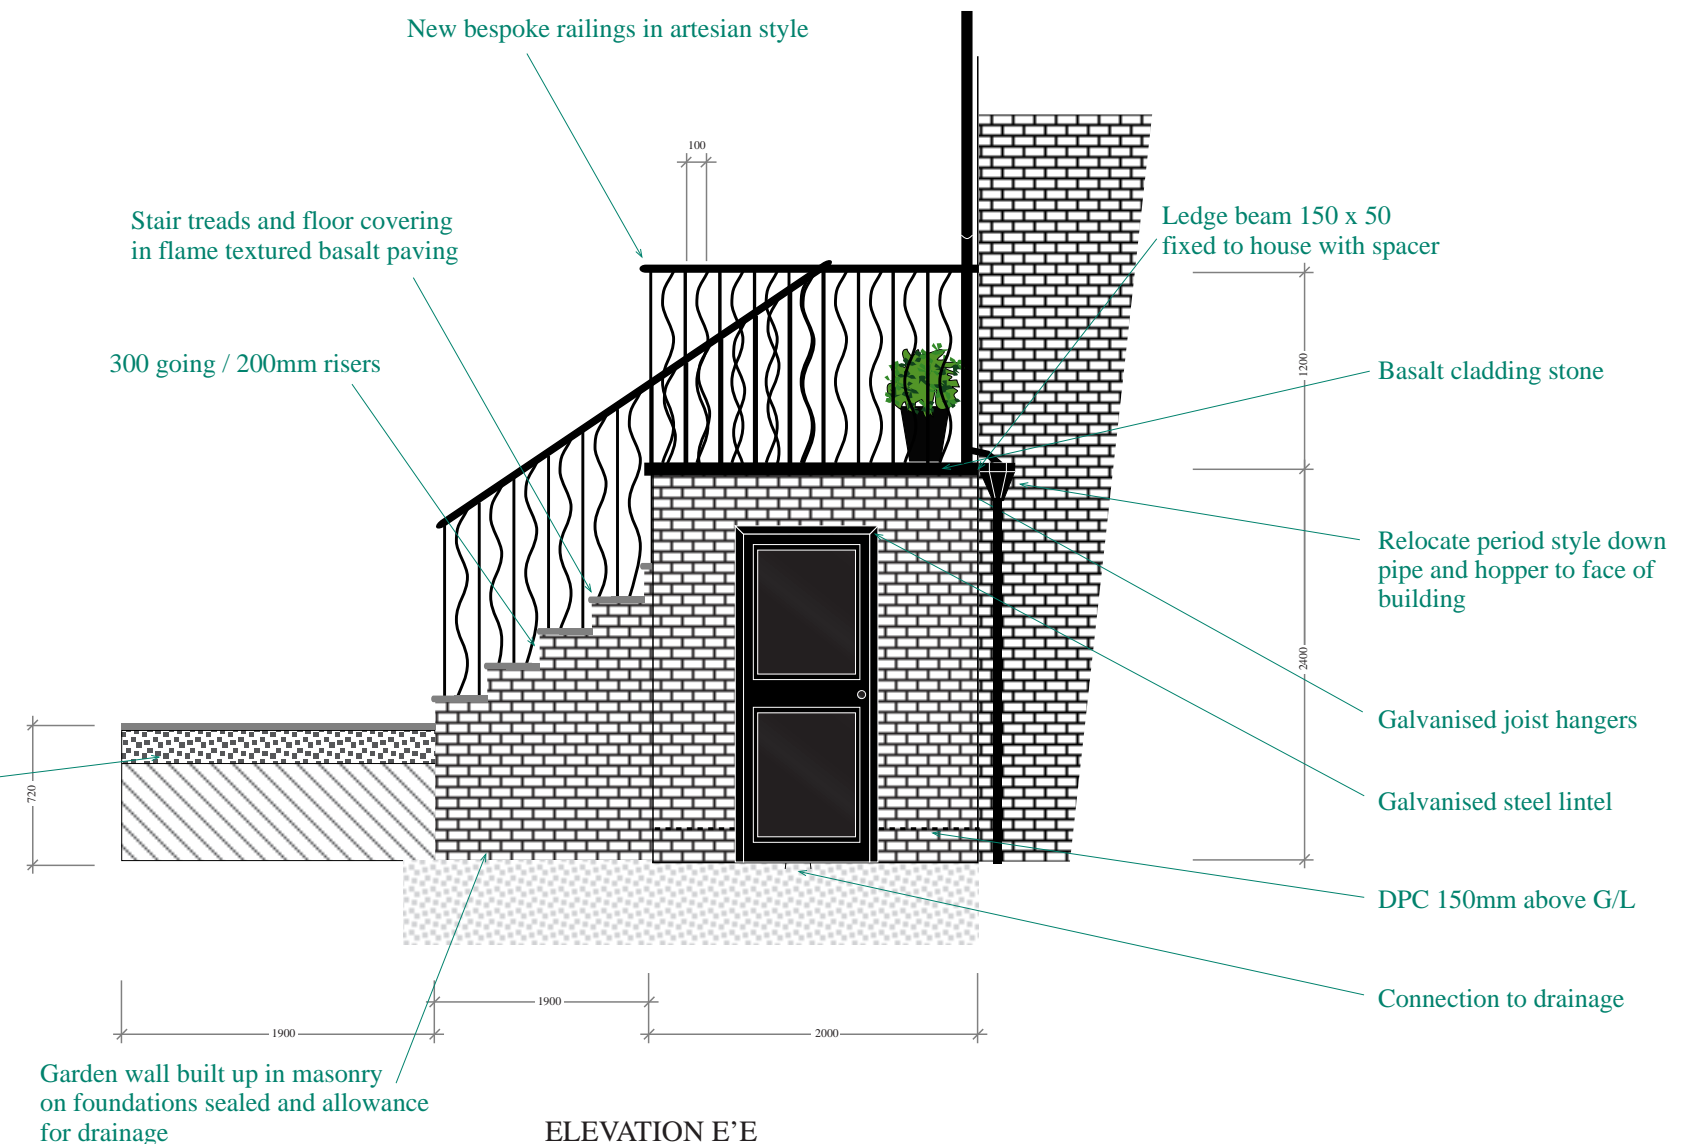 New bespoke railings in artesian style
100
Stair treads and floor covering
in flame textured basalt paving
Ledge beam 150 x 50
fixed to house with spacer
300 going / 200mm risers
1200
Basalt cladding stone
Relocate period style down
pipe and hopper to face of
building
2400
Galvanised joist hangers
720
Galvanised steel lintel
DPC 150mm above G/L
Connection to drainage
1900
1900
2000
Garden wall built up in masonry
on foundations sealed and allowance
for drainage
ELEVATION E'E